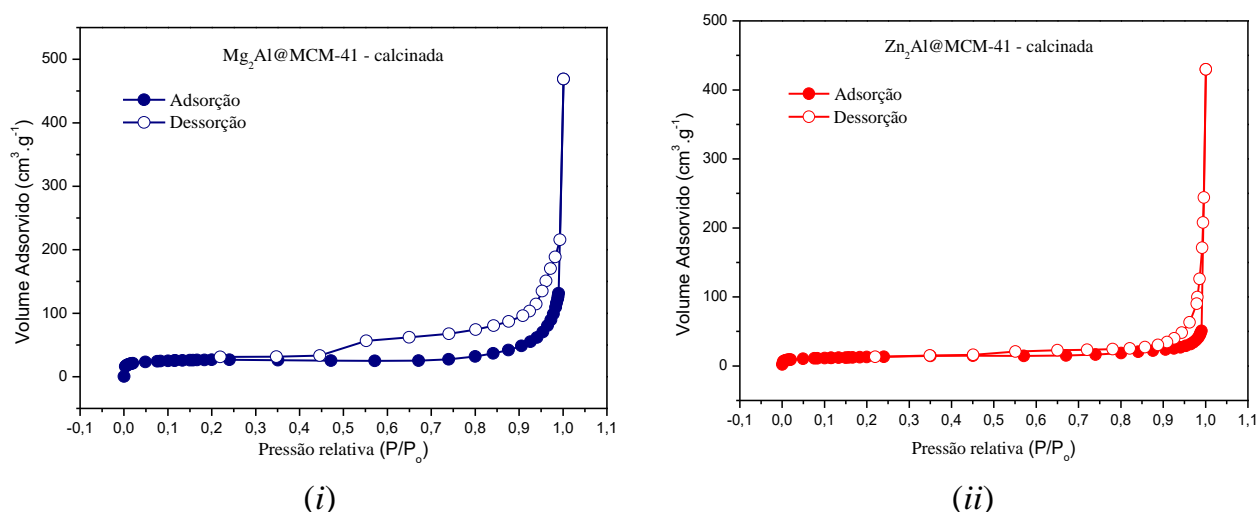 Mg₂Al@MCM-41 - calcinada
Adsorção
Dessorção
Volume Adsorvido (cm³.g⁻¹)
500
400
300
200
100
0
-0,1 0,0 0,1 0,2 0,3 0,4 0,5 0,6 0,7 0,8 0,9 1,0 1,1
Pressão relativa (P/Pₒ)
(i)
Zn₂Al@MCM-41 - calcinada
Adsorção
Dessorção
Volume Adsorvido (cm³.g⁻¹)
500
400
300
200
100
0
-0,1 0,0 0,1 0,2 0,3 0,4 0,5 0,6 0,7 0,8 0,9 1,0 1,1
Pressão relativa (P/Pₒ)
(ii)